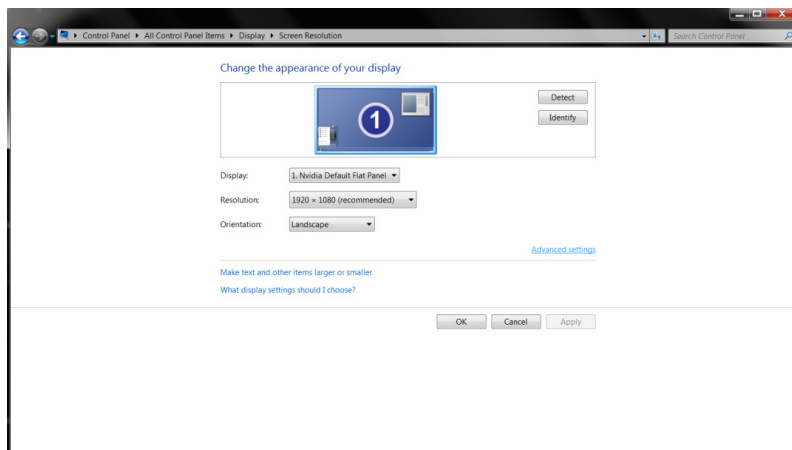 Control Panel ▸ All Control Panel Items ▸ Display ▸ Screen Resolution
Search Control Panel
Change the appearance of your display
1
Detect
Identify
Display: 1. Nvidia Default Flat Panel
Resolution: 1920 × 1080 (recommended)
Orientation: Landscape
Advanced settings
Make text and other items larger or smaller
What display settings should I choose?
OK Cancel Apply